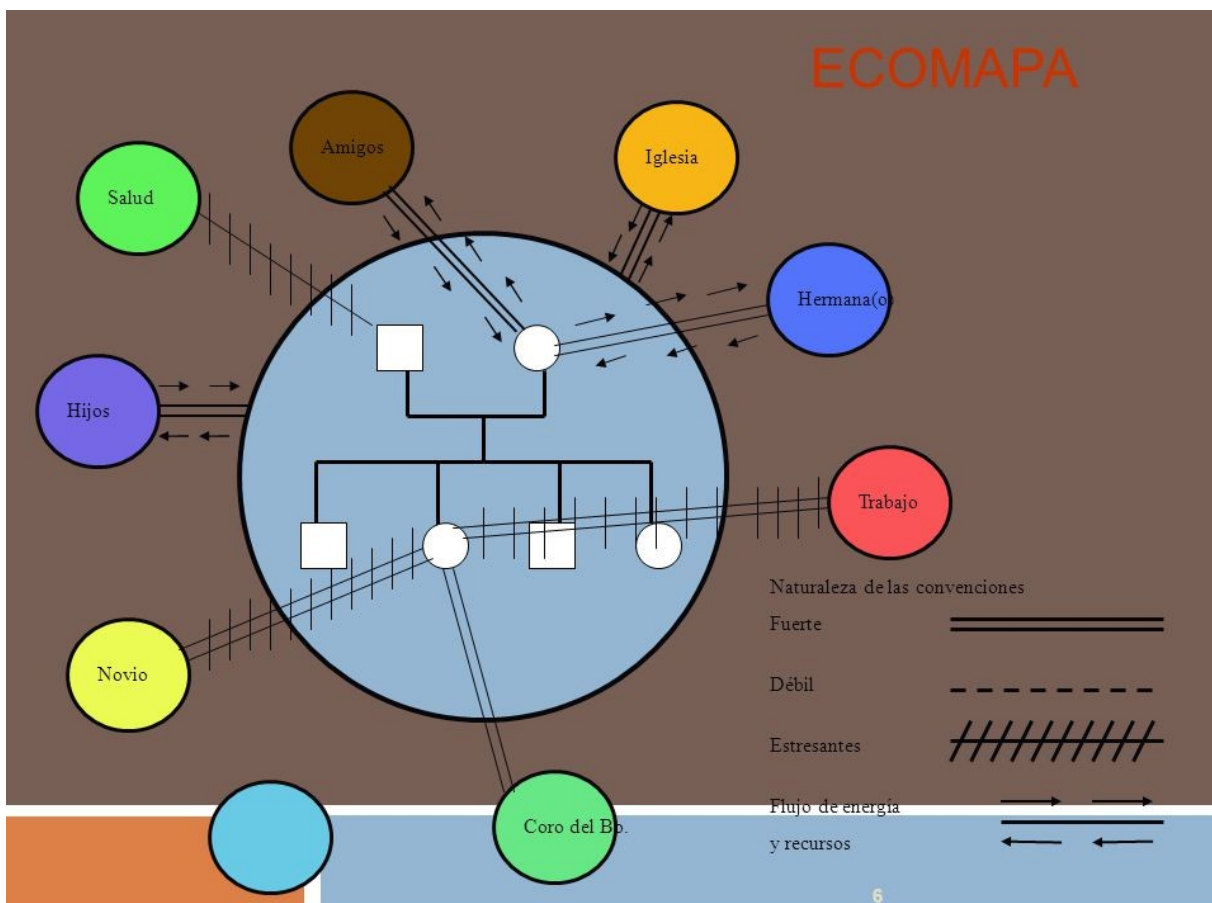 ECOMAPA
Amigos
Iglesia
Salud
Hermana(o)
Hijos
Trabajo
Novio
Naturaleza de las convenciones
Fuerte
Débil
Estresantes
Flujo de energía
y recursos
Coro del Bo.
6